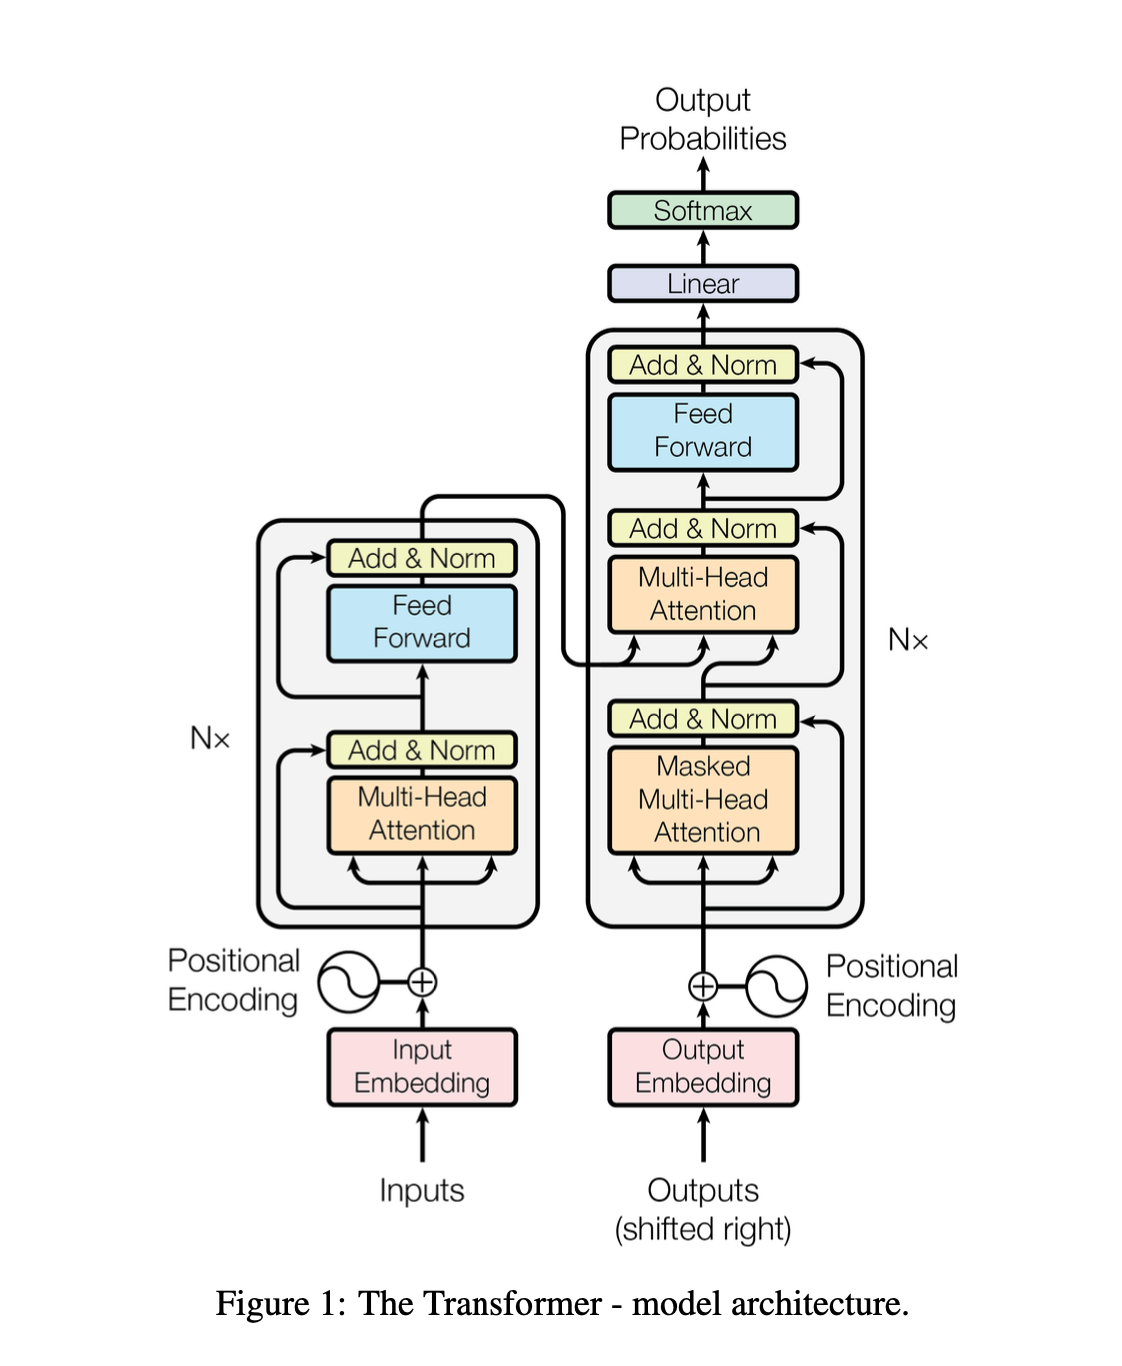 Output
Probabilities
Softmax
Linear
Add & Norm
Feed
Forward
Add & Norm
Multi-Head
Attention
Add & Norm
Masked
Multi-Head
Attention
Nx
Add & Norm
Feed
Forward
Add & Norm
Multi-Head
Attention
Nx
Positional
Encoding
Input
Embedding
Inputs
Positional
Encoding
Output
Embedding
Outputs
(shifted right)
Figure 1: The Transformer - model architecture.